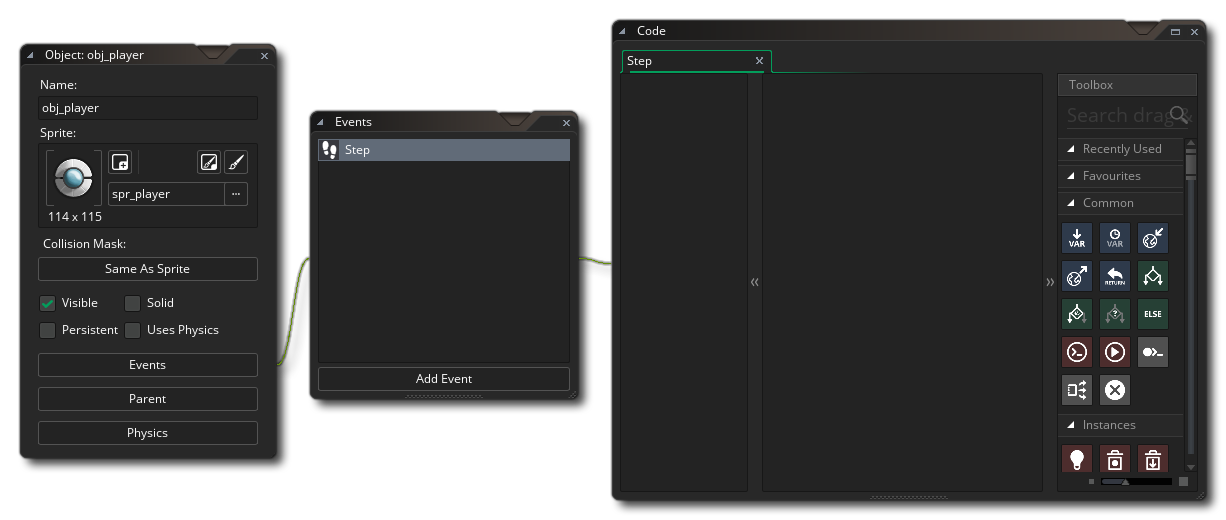 Object: obj_player
Name:
obj_player
Sprite:
spr_player
...
114 x 115
Collision Mask:
Same As Sprite
Visible
Solid
Persistent
Uses Physics
Events
Parent
Physics
Events
Step
Add Event
Code
Step
Toolbox
Search drag &
Recently Used
Favourites
Common
VAR
VAR
RETURN
?
ELSE
Instances